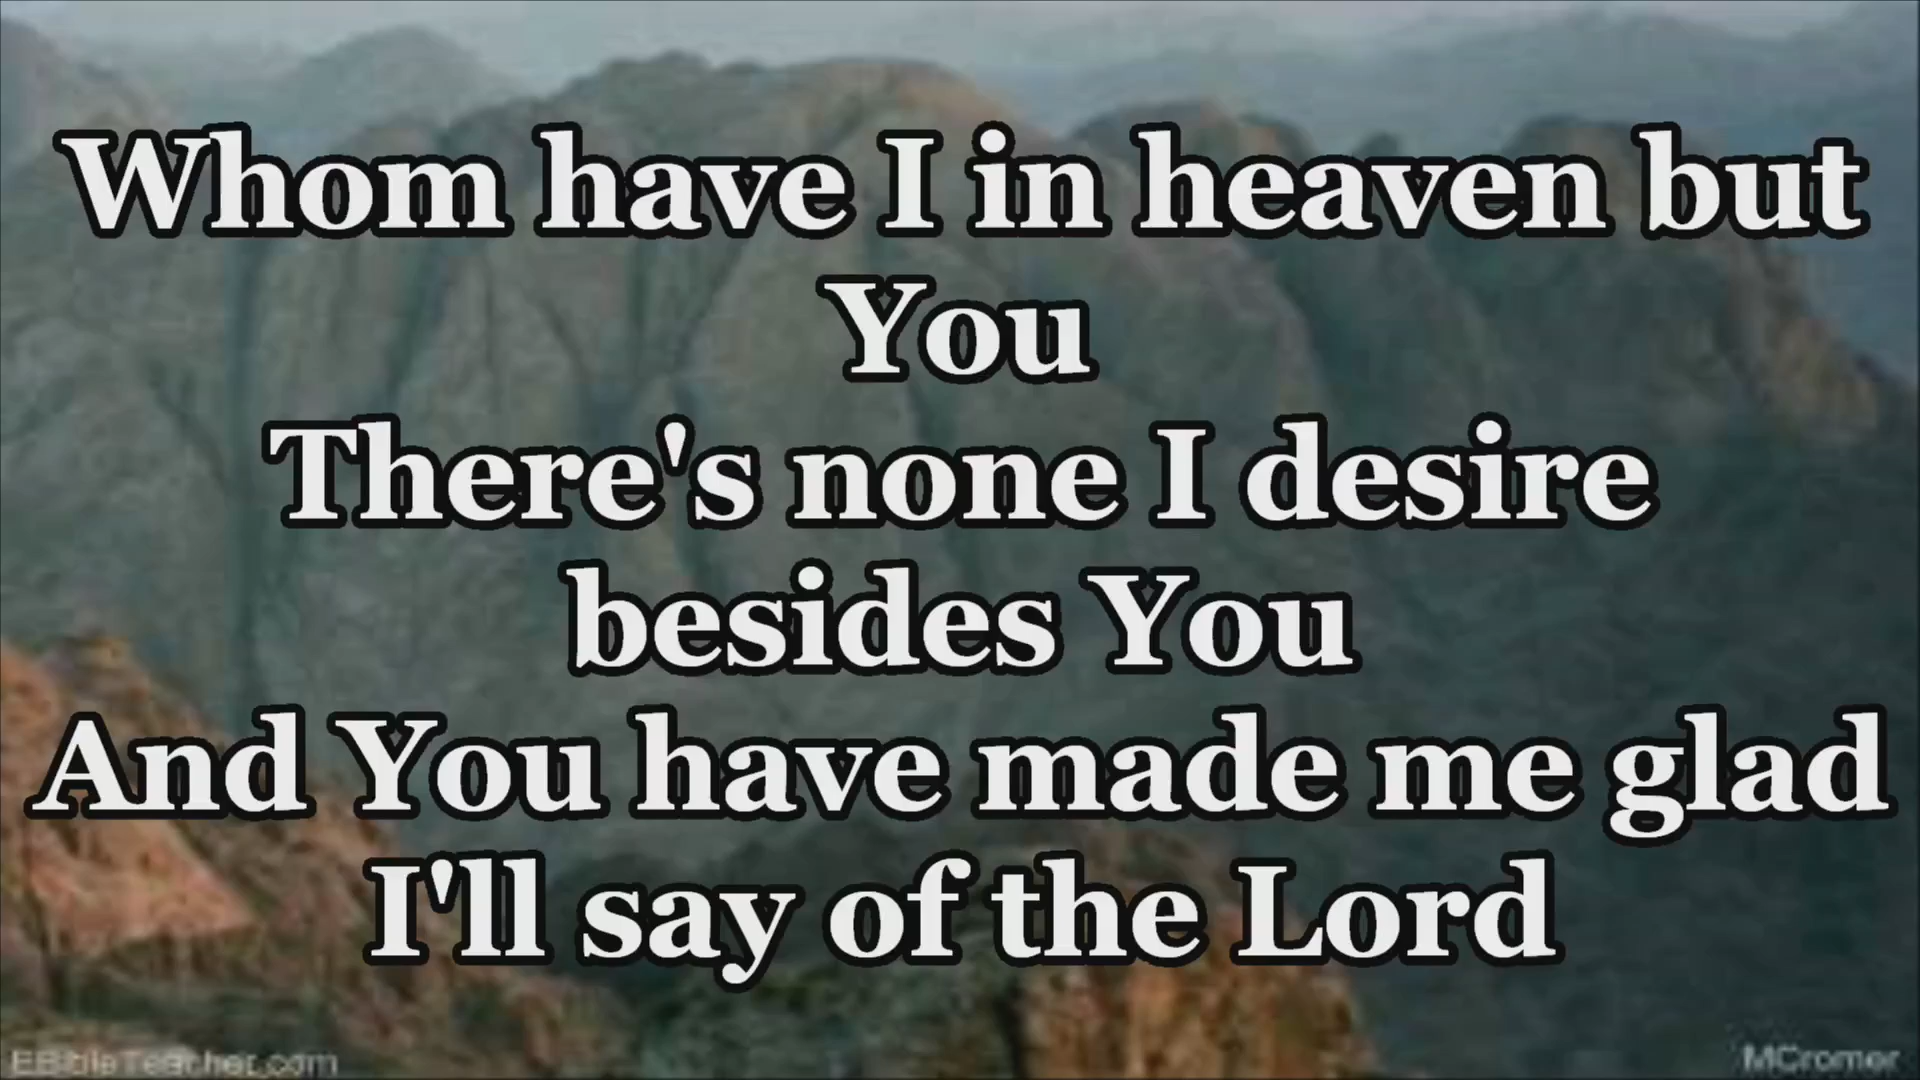 Whom have I in heaven but
You
There's none I desire
besides You
And You have made me glad
I'll say of the Lord
EBibleTeacher.com
MCromer